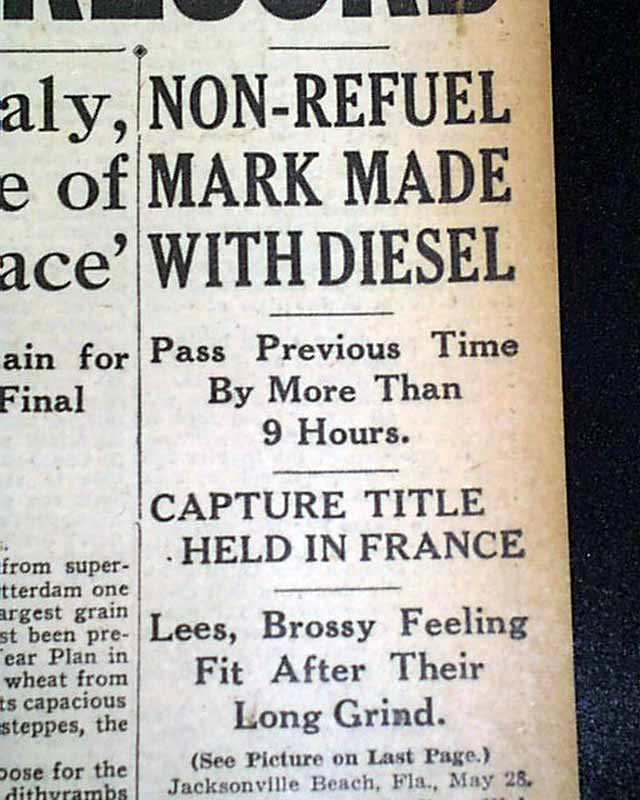 RECORD
aly,
e of
ace'
ain for
Final
from super-
tterdam one
argest grain
st been pre-
ear Plan in
wheat from
ts capacious
steppes, the
pose for the
dithyrambs
NON-REFUEL
MARK MADE
WITH DIESEL
Pass Previous Time
By More Than
9 Hours.
CAPTURE TITLE
HELD IN FRANCE
Lees, Brossy Feeling
Fit After Their
Long Grind.
(See Picture on Last Page.)
Jacksonville Beach, Fla., May 28.